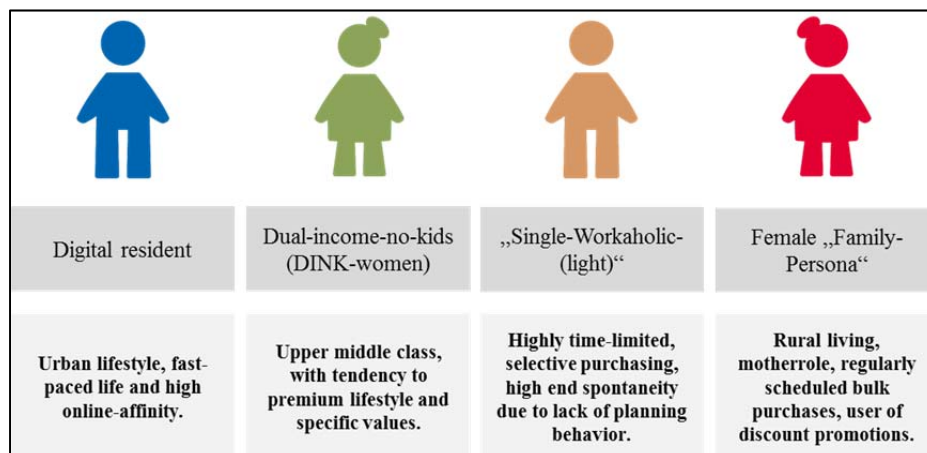 Digital resident
Dual-income-no-kids
(DINK-women)
„Single-Workaholic-
(light)“
Female „Family-
Persona“
Urban lifestyle, fast-
paced life and high
online-affinity.
Upper middle class,
with tendency to
premium lifestyle and
specific values.
Highly time-limited,
selective purchasing,
high end spontaneity
due to lack of planning
behavior.
Rural living,
motherrole, regularly
scheduled bulk
purchases, user of
discount promotions.